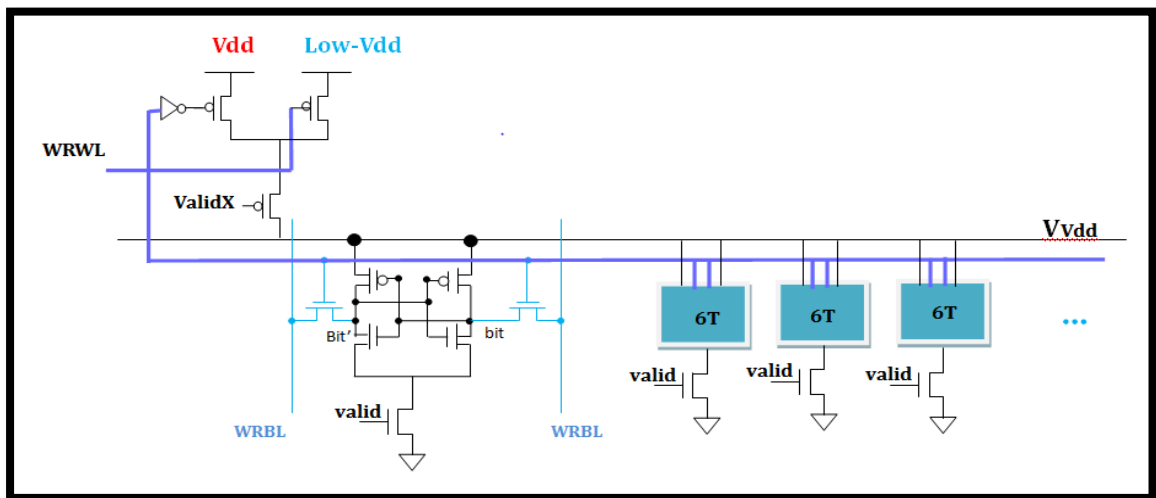 Vdd
Low-Vdd
WRWL
ValidX
VVdd
6T
6T
6T
...
Bit’
bit
valid
valid
valid
valid
WRBL
WRBL